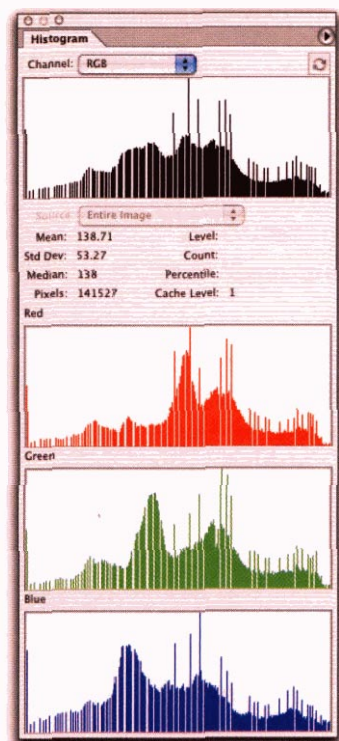 Histogram
Channel: RGB
Source: Entire Image
Mean: 138.71 Level:
Std Dev: 53.27 Count:
Median: 138 Percentile:
Pixels: 141527 Cache Level: 1
Red
Green
Blue